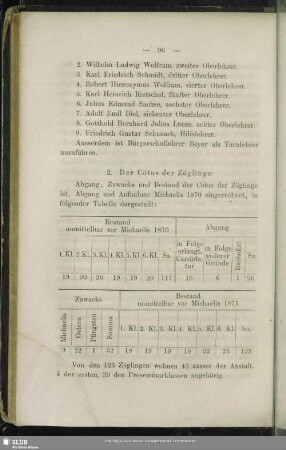 — 96 —
2. Wilhelm Ludwig Wolfram, zweiter Oberlehrer.
3. Karl Friedrich Schmidt, dritter Oberlehrer.
4. Robert Hieronymus Wolfram, vierter Oberlehrer.
5. Karl Heinrich Rietschel, fünfter Oberlehrer.
6. Julius Edmund Sachse, sechster Oberlehrer.
7. Adolf Emil Biel, siebenter Oberlehrer.
8. Gotthold Bernhard Julius Lunze, achter Oberlehrer.
9. Friedrich Gustav Schanach, Hilfslehrer.
Ausserdem ist Bürgerschullehrer Beyer als Turnlehrer
anzuführen.
2. Der Cötus der Zöglinge.
Abgang, Zuwachs und Bestand des Cötus der Zöglinge
ist, Abgang und Aufnahme Michaelis 1870 eingerechnet, in
folgender Tabelle dargestellt:
Bestand
unmittelbar vor Michaelis 1870
Abgang
1. Kl. 2. Kl. 3. Kl. 4. Kl. 5. Kl. 6. Kl. Sa.
in Folge erlangt. Candidatur
in Folge anderer Gründe
Sa.
19 20 20 19 19 20 117 19 6 1 26
Zuwachs
Bestand
unmittelbar vor Michaelis 1871
Michaelis Ostern Pfingsten Summa
1. Kl. 2. Kl. 3. Kl. 4. Kl. 5. Kl. 6. Kl. Sa.
9 22 1 32 19 19 19 19 22 25 123
Von den 123 Zöglingen wohnen 43 ausser der Anstalt,
4 der ersten, 39 den Proseminarklassen angehörig.
SLUB